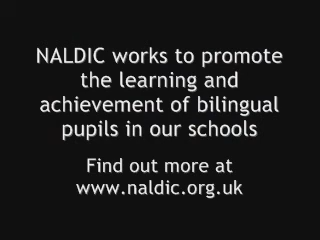 NALDIC works to promote
the learning and
achievement of bilingual
pupils in our schools
Find out more at
www.naldic.org.uk